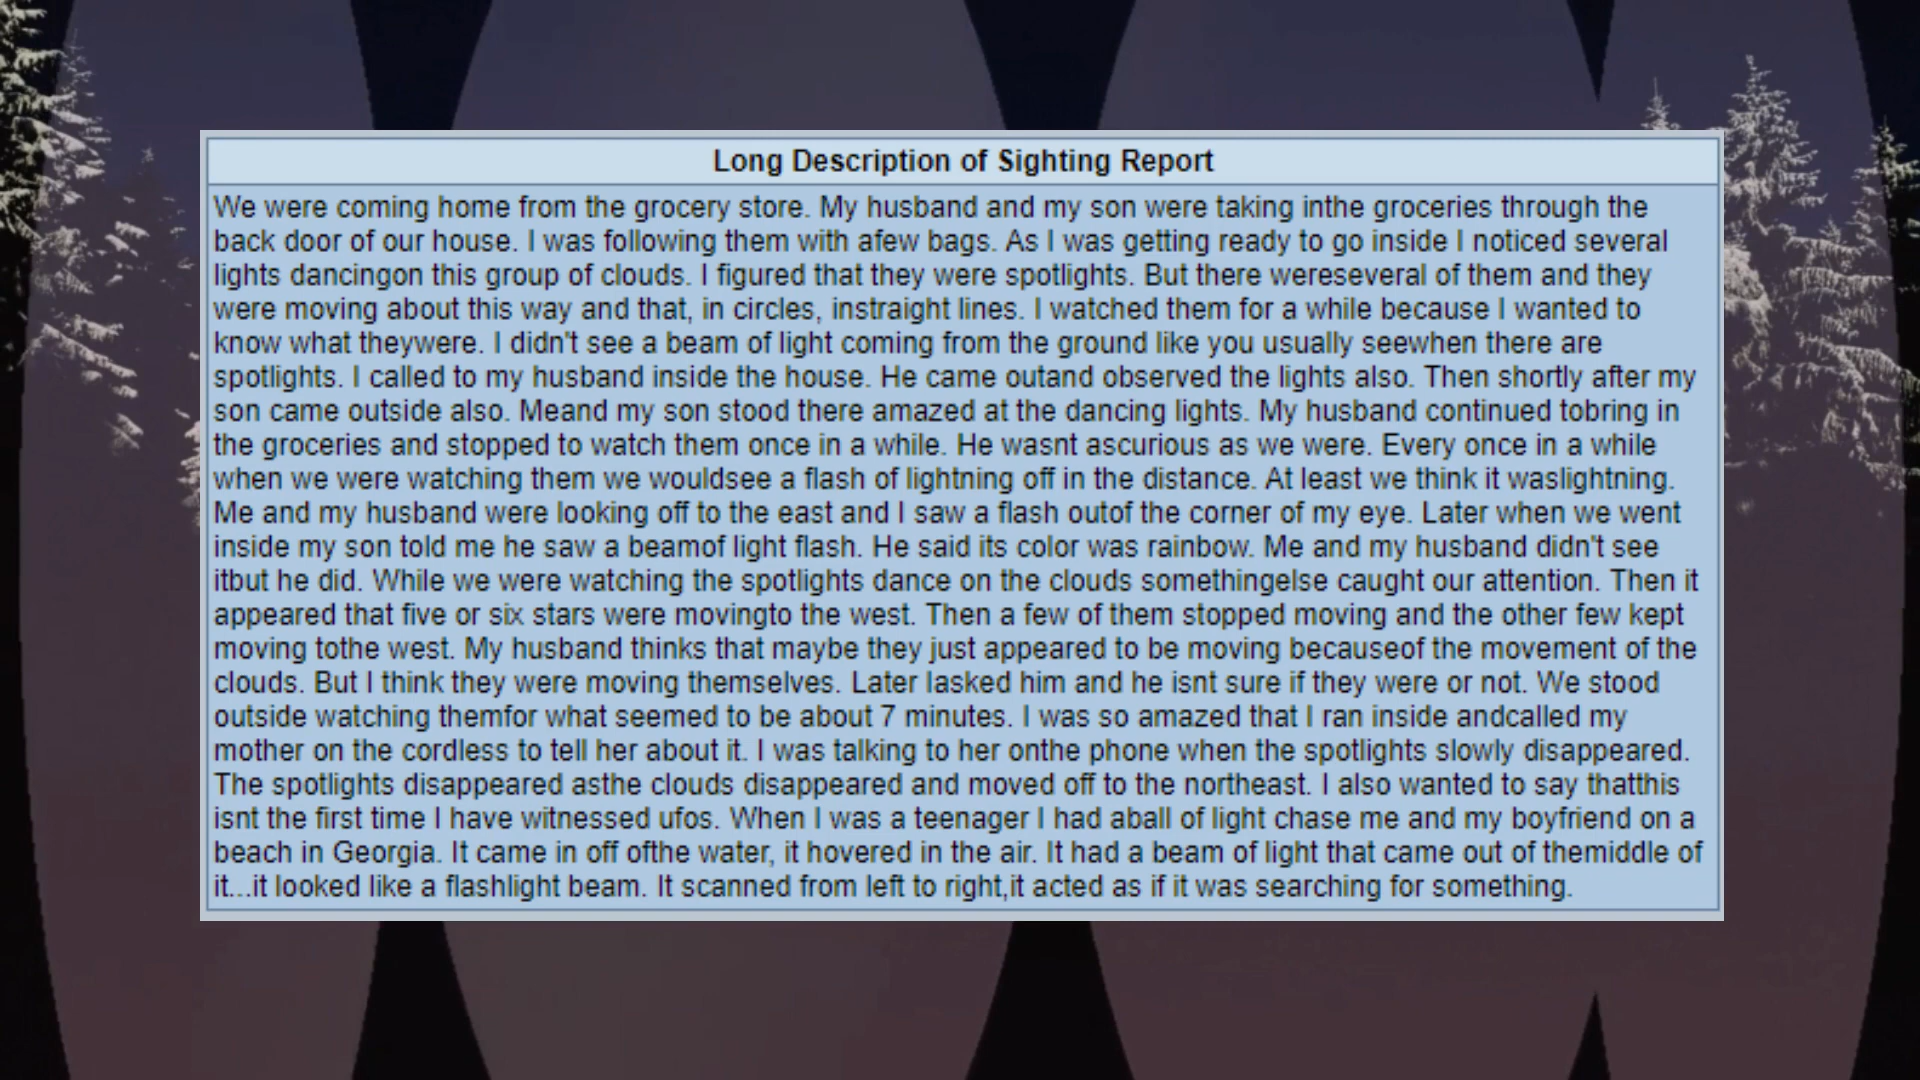 Long Description of Sighting Report
We were coming home from the grocery store. My husband and my son were taking inthe groceries through the
back door of our house. I was following them with afew bags. As I was getting ready to go inside I noticed several
lights dancingon this group of clouds. I figured that they were spotlights. But there wereseveral of them and they
were moving about this way and that, in circles, instraight lines. I watched them for a while because I wanted to
know what theywere. I didn't see a beam of light coming from the ground like you usually seewhen there are
spotlights. I called to my husband inside the house. He came outand observed the lights also. Then shortly after my
son came outside also. Meand my son stood there amazed at the dancing lights. My husband continued tobring in
the groceries and stopped to watch them once in a while. He wasnt ascurious as we were. Every once in a while
when we were watching them we wouldsee a flash of lightning off in the distance. At least we think it waslightning.
Me and my husband were looking off to the east and I saw a flash outof the corner of my eye. Later when we went
inside my son told me he saw a beamof light flash. He said its color was rainbow. Me and my husband didn't see
itbut he did. While we were watching the spotlights dance on the clouds somethingelse caught our attention. Then it
appeared that five or six stars were movingto the west. Then a few of them stopped moving and the other few kept
moving tothe west. My husband thinks that maybe they just appeared to be moving becauseof the movement of the
clouds. But I think they were moving themselves. Later Iasked him and he isnt sure if they were or not. We stood
outside watching themfor what seemed to be about 7 minutes. I was so amazed that I ran inside andcalled my
mother on the cordless to tell her about it. I was talking to her onthe phone when the spotlights slowly disappeared.
The spotlights disappeared asthe clouds disappeared and moved off to the northeast. I also wanted to say thatthis
isnt the first time I have witnessed ufos. When I was a teenager I had aball of light chase me and my boyfriend on a
beach in Georgia. It came in off ofthe water, it hovered in the air. It had a beam of light that came out of themiddle of
it...it looked like a flashlight beam. It scanned from left to right,it acted as if it was searching for something.